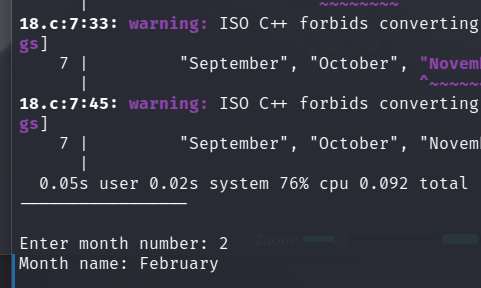 |                        ~~~~~~~~
18.c:7:33: warning: ISO C++ forbids converting
gs]
    7 |         "September", "October", "Novem
      |                                 ^~~~~~
18.c:7:45: warning: ISO C++ forbids converting
gs]
    7 |         "September", "October", "Novem
      |
  0.05s user 0.02s system 76% cpu 0.092 total
─────────────────
Enter month number: 2
Zoom:
Month name: February